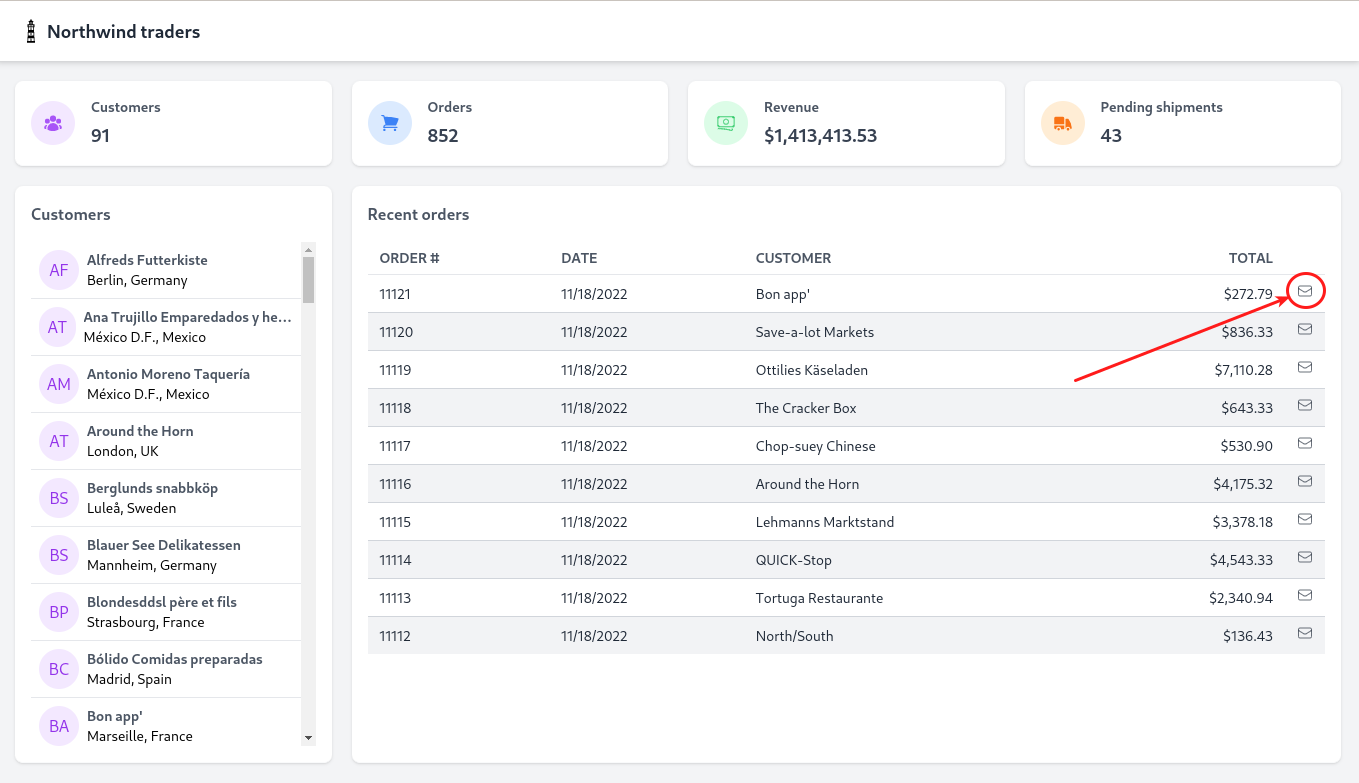 Northwind traders
Customers
91
Orders
852
Revenue
$1,413,413.53
Pending shipments
43
Customers
AF
Alfreds Futterkiste
Berlin, Germany
AT
Ana Trujillo Emparedados y he...
México D.F., Mexico
AM
Antonio Moreno Taquería
México D.F., Mexico
AT
Around the Horn
London, UK
BS
Berglunds snabbköp
Luleå, Sweden
BS
Blauer See Delikatessen
Mannheim, Germany
BP
Blondesddsl père et fils
Strasbourg, France
BC
Bólido Comidas preparadas
Madrid, Spain
BA
Bon app'
Marseille, France
Recent orders
ORDER # DATE CUSTOMER TOTAL
11121 11/18/2022 Bon app' $272.79
11120 11/18/2022 Save-a-lot Markets $836.33
11119 11/18/2022 Ottilies Käseladen $7,110.28
11118 11/18/2022 The Cracker Box $643.33
11117 11/18/2022 Chop-suey Chinese $530.90
11116 11/18/2022 Around the Horn $4,175.32
11115 11/18/2022 Lehmanns Marktstand $3,378.18
11114 11/18/2022 QUICK-Stop $4,543.33
11113 11/18/2022 Tortuga Restaurante $2,340.94
11112 11/18/2022 North/South $136.43